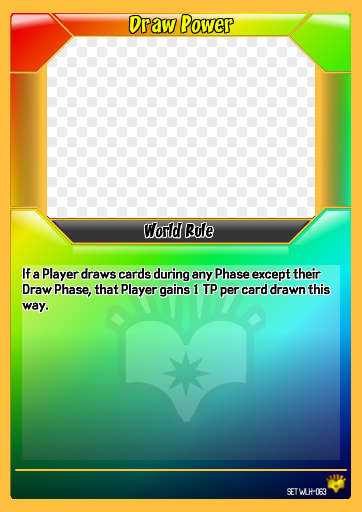 Draw Power
World Rule
If a Player draws cards during any Phase except their
Draw Phase, that Player gains 1 TP per card drawn this
way.
SET WLH-063